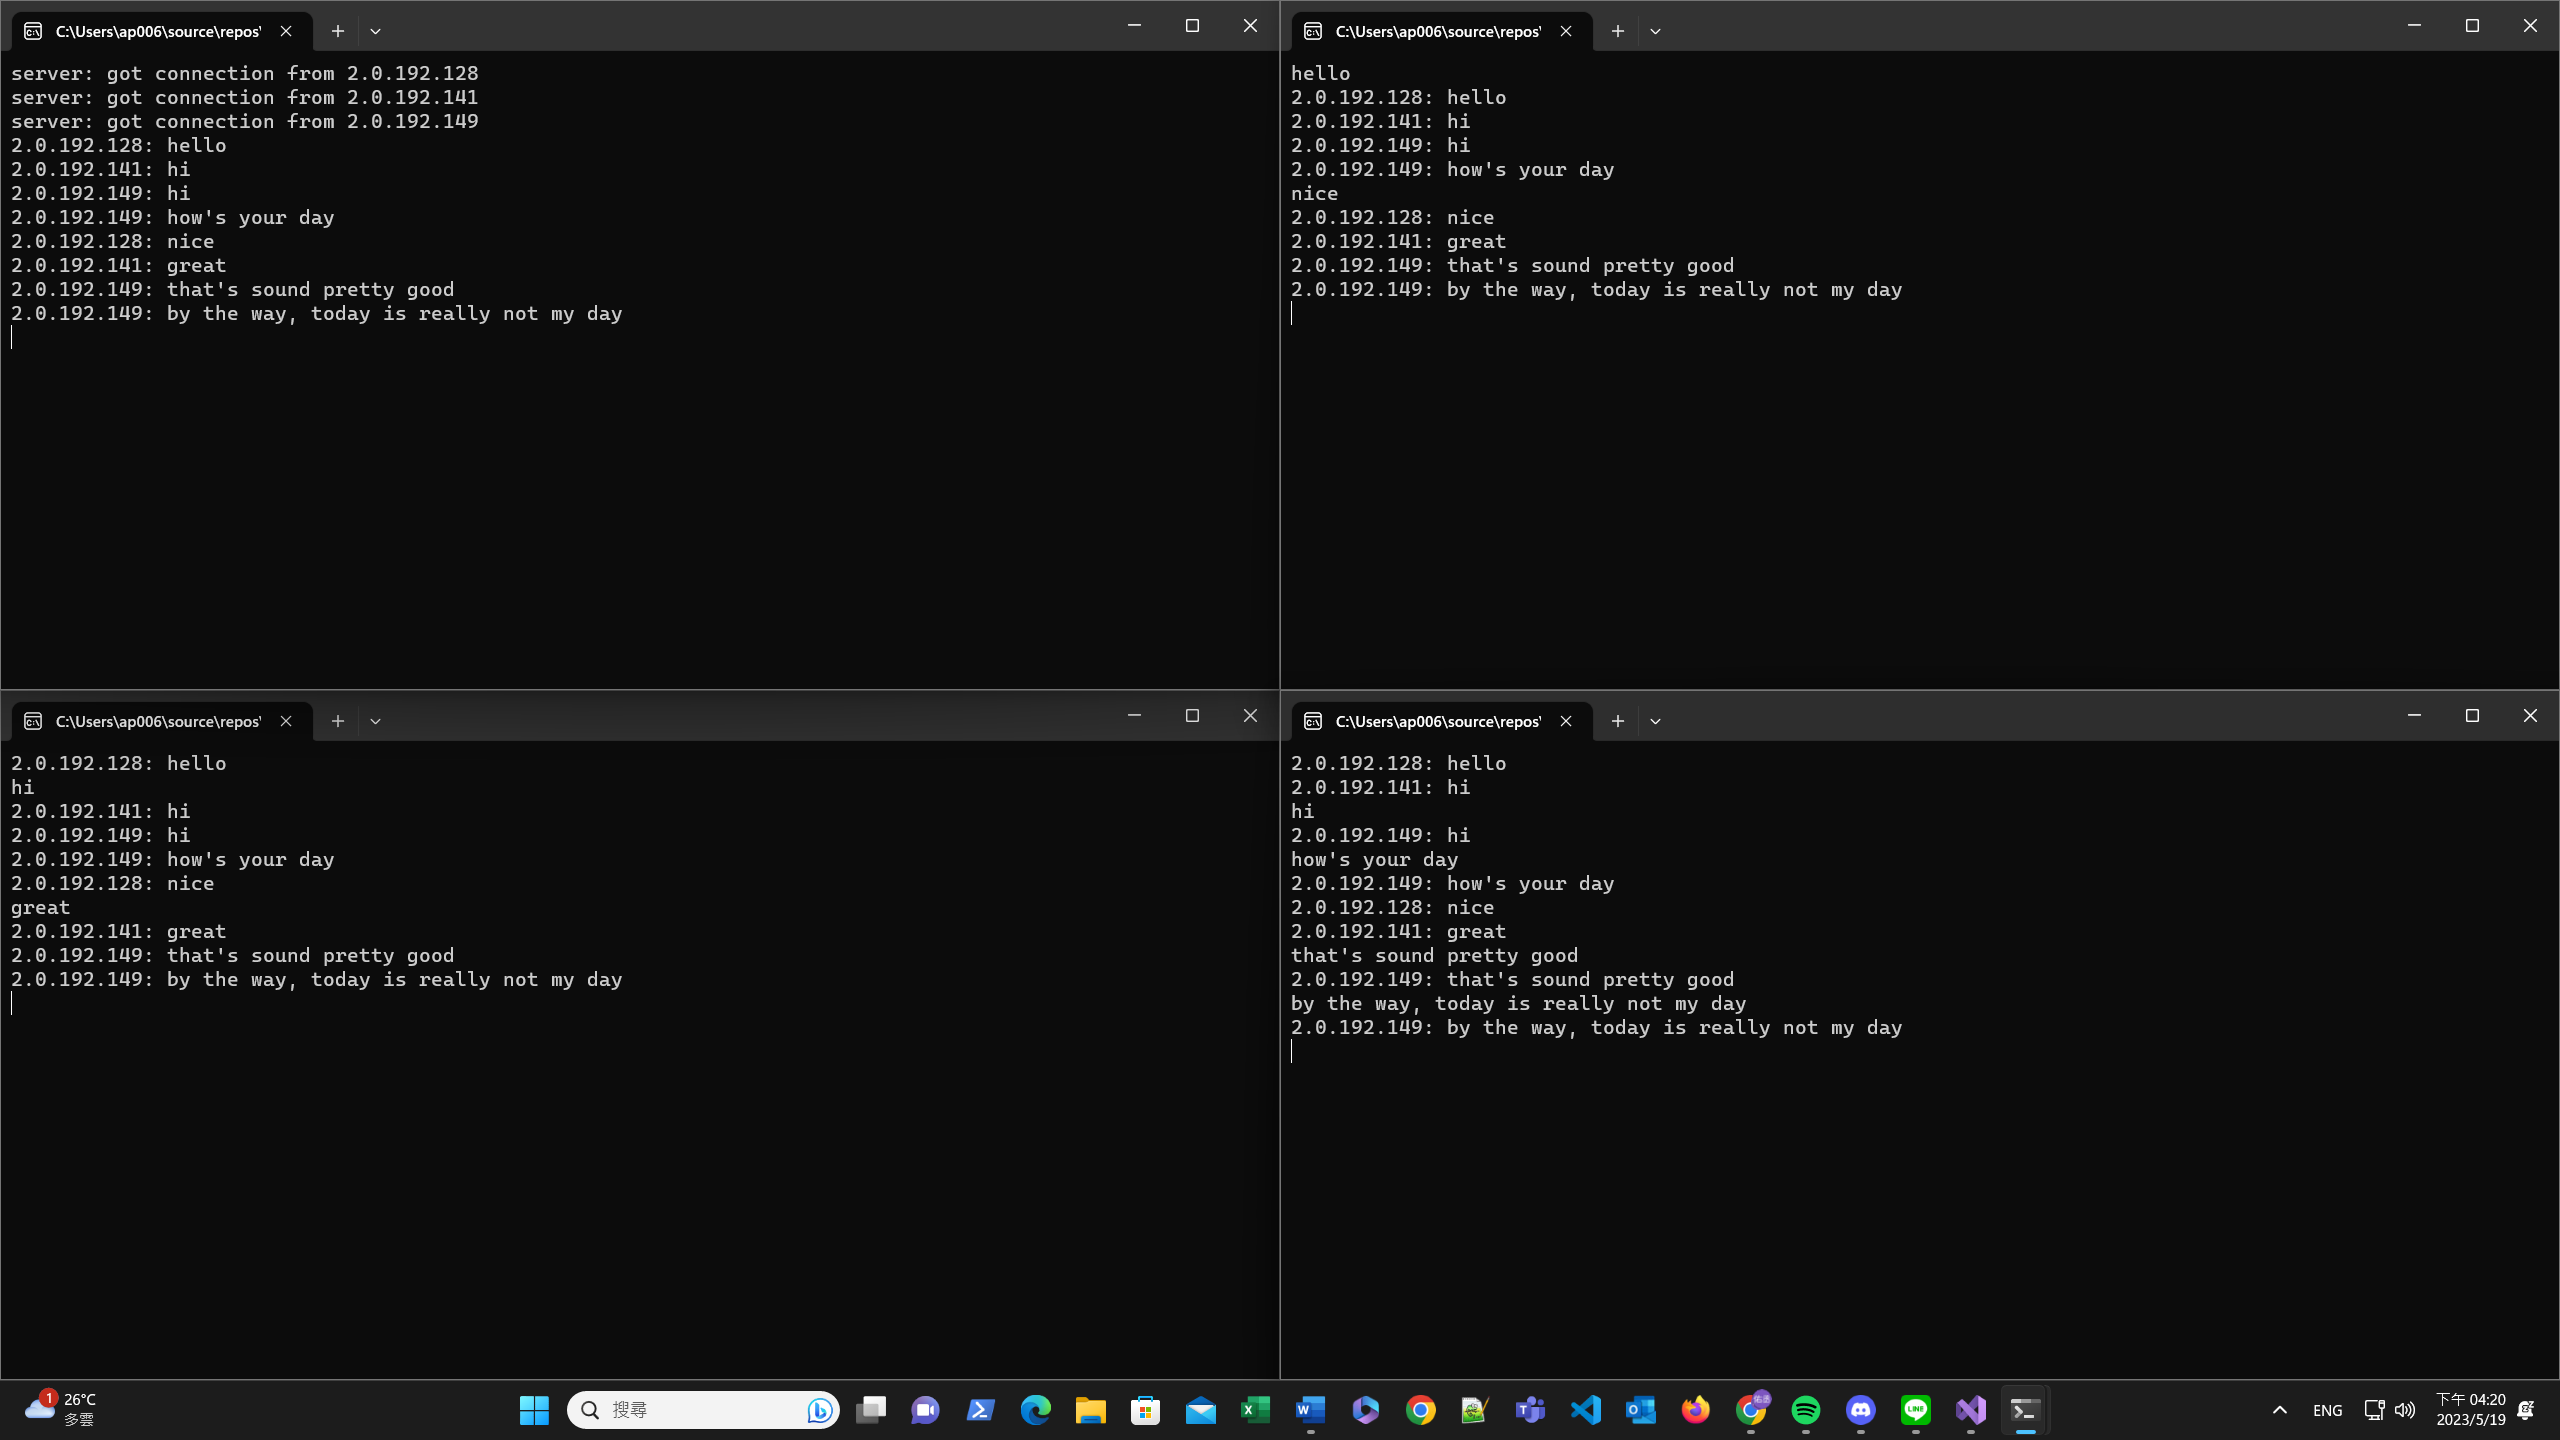 C:\Users\ap006\source\repos\
server: got connection from 2.0.192.128
server: got connection from 2.0.192.141
server: got connection from 2.0.192.149
2.0.192.128: hello
2.0.192.141: hi
2.0.192.149: hi
2.0.192.149: how's your day
2.0.192.128: nice
2.0.192.141: great
2.0.192.149: that's sound pretty good
2.0.192.149: by the way, today is really not my day
C:\Users\ap006\source\repos\
hello
2.0.192.128: hello
2.0.192.141: hi
2.0.192.149: hi
2.0.192.149: how's your day
nice
2.0.192.128: nice
2.0.192.141: great
2.0.192.149: that's sound pretty good
2.0.192.149: by the way, today is really not my day
C:\Users\ap006\source\repos\
2.0.192.128: hello
hi
2.0.192.141: hi
2.0.192.149: hi
2.0.192.149: how's your day
2.0.192.128: nice
great
2.0.192.141: great
2.0.192.149: that's sound pretty good
2.0.192.149: by the way, today is really not my day
C:\Users\ap006\source\repos\
2.0.192.128: hello
2.0.192.141: hi
hi
2.0.192.149: hi
how's your day
2.0.192.149: how's your day
2.0.192.128: nice
2.0.192.141: great
that's sound pretty good
2.0.192.149: that's sound pretty good
by the way, today is really not my day
2.0.192.149: by the way, today is really not my day
1
26°C
多雲
搜尋
ENG
下午 04:20
2023/5/19